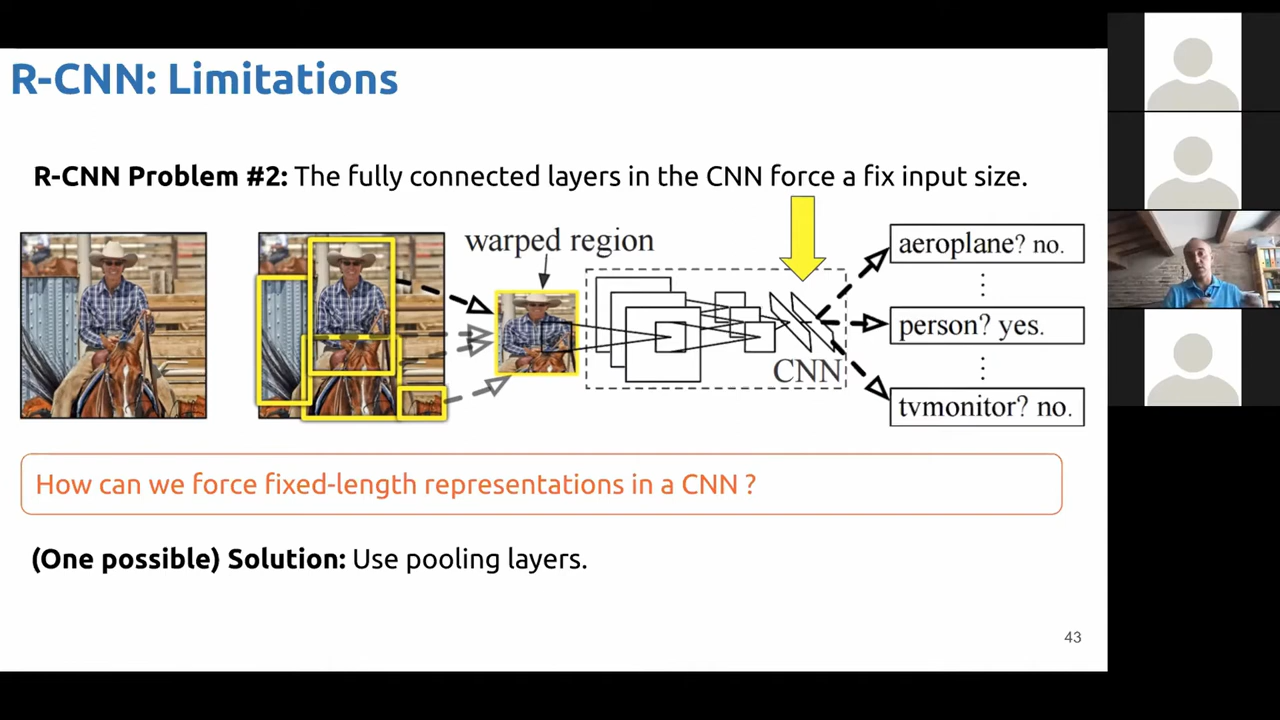 R-CNN: Limitations
R-CNN Problem #2: The fully connected layers in the CNN force a fix input size.
warped region
CNN
aeroplane? no.
person? yes.
tvmonitor? no.
How can we force fixed-length representations in a CNN ?
(One possible) Solution: Use pooling layers.
43